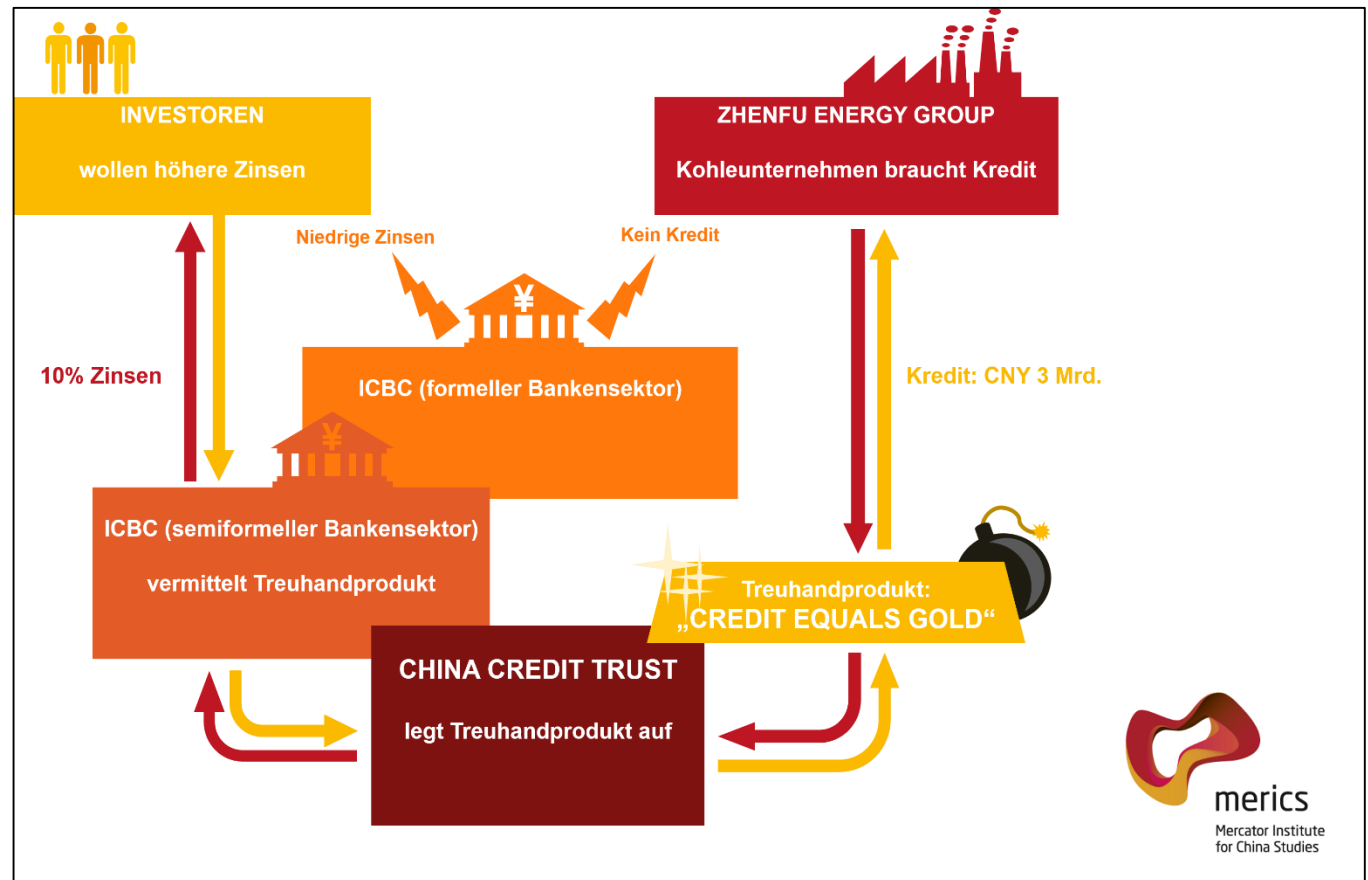 INVESTOREN
wollen höhere Zinsen
ZHENFU ENERGY GROUP
Kohleunternehmen braucht Kredit
Niedrige Zinsen
Kein Kredit
¥
10% Zinsen
ICBC (formeller Bankensektor)
Kredit: CNY 3 Mrd.
¥
ICBC (semiformeller Bankensektor)
vermittelt Treuhandprodukt
Treuhandprodukt:
„CREDIT EQUALS GOLD“
CHINA CREDIT TRUST
legt Treuhandprodukt auf
merics
Mercator Institute
for China Studies